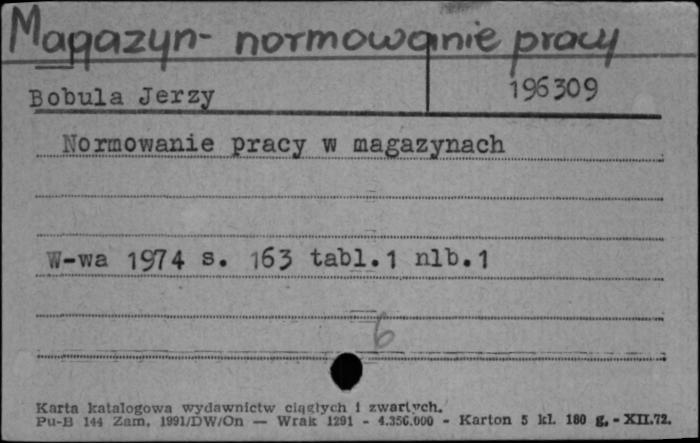 Magazyn- normowanie pracy
Bobula Jerzy
196309
Normowanie pracy w magazynach
W-wa 1974 s. 163 tabl.1 nlb.1
6
Karta katalogowa wydawnictw ciągłych i zwartych.
Pu-B 144 Zam. 1991/DW/On — Wrak 1291 - 4.356.000 - Karton 5 kl. 180 g. - XII.72.